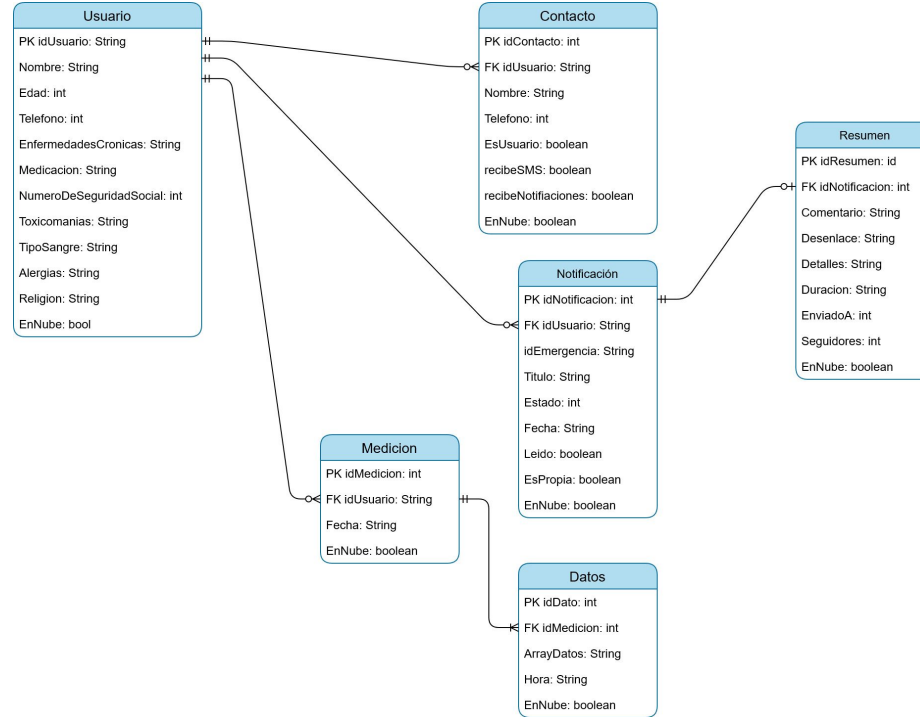 Usuario
PK idUsuario: String
Nombre: String
Edad: int
Telefono: int
EnfermedadesCronicas: String
Medicacion: String
NumeroDeSeguridadSocial: int
Toxicomanias: String
TipoSangre: String
Alergias: String
Religion: String
EnNube: bool
Contacto
PK idContacto: int
FK idUsuario: String
Nombre: String
Telefono: int
EsUsuario: boolean
recibeSMS: boolean
recibeNotifiaciones: boolean
EnNube: boolean
Resumen
PK idResumen: id
FK idNotificacion: int
Comentario: String
Desenlace: String
Detalles: String
Duracion: String
EnviadoA: int
Seguidores: int
EnNube: boolean
Notificación
PK idNotificacion: int
FK idUsuario: String
idEmergencia: String
Titulo: String
Estado: int
Fecha: String
Leido: boolean
EsPropia: boolean
EnNube: boolean
Medicion
PK idMedicion: int
FK idUsuario: String
Fecha: String
EnNube: boolean
Datos
PK idDato: int
FK idMedicion: int
ArrayDatos: String
Hora: String
EnNube: boolean